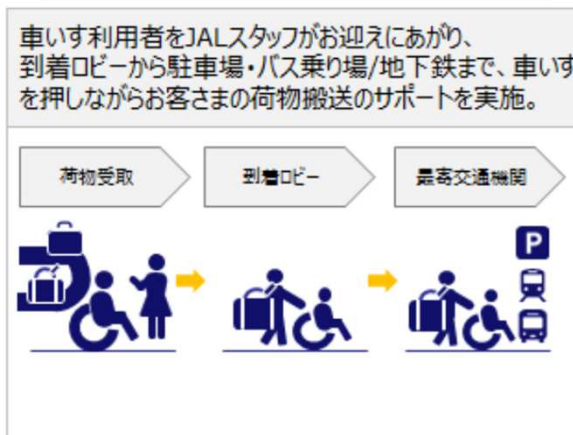 車いす利用者をJALスタッフがお迎えにあがり、
到着ロビーから駐車場・バス乗り場/地下鉄まで、車いす
を押しながらお客さまの荷物搬送のサポートを実施。
荷物受取
到着ロビー
最寄交通機関
P